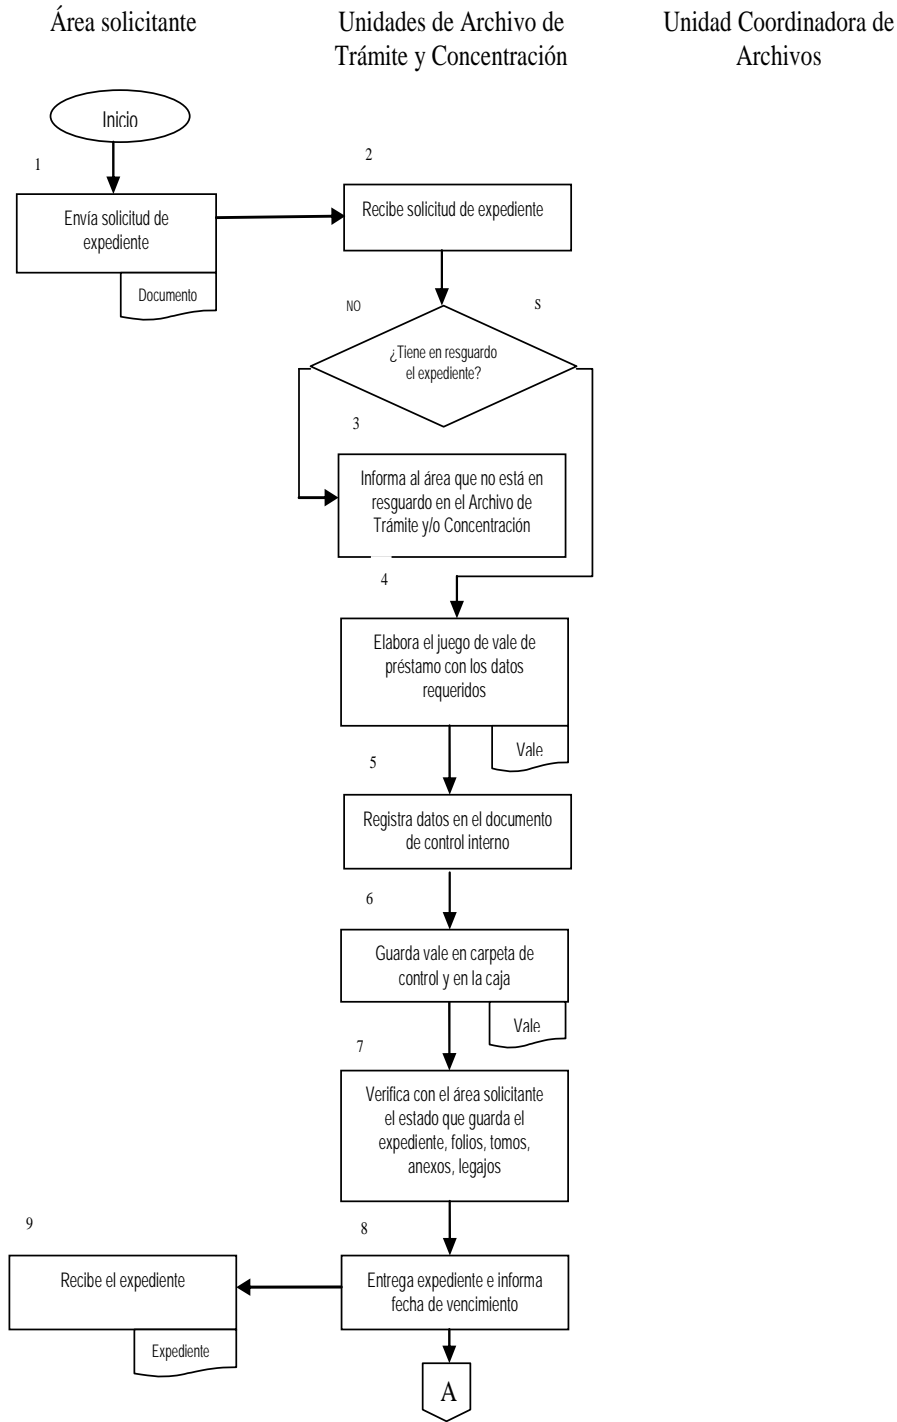 Área solicitante
Unidades de Archivo de
Trámite y Concentración
Unidad Coordinadora de
Archivos
Inicio
1
2
Envía solicitud de
expediente
Documento
Recibe solicitud de expediente
NO
S
¿Tiene en resguardo
el expediente?
3
Informa al área que no está en
resguardo en el Archivo de
Trámite y/o Concentración
4
Elabora el juego de vale de
préstamo con los datos
requeridos
Vale
5
Registra datos en el documento
de control interno
6
Guarda vale en carpeta de
control y en la caja
Vale
7
Verifica con el área solicitante
el estado que guarda el
expediente, folios, tomos,
anexos, legajos
8
Entrega expediente e informa
fecha de vencimiento
9
Recibe el expediente
Expediente
A